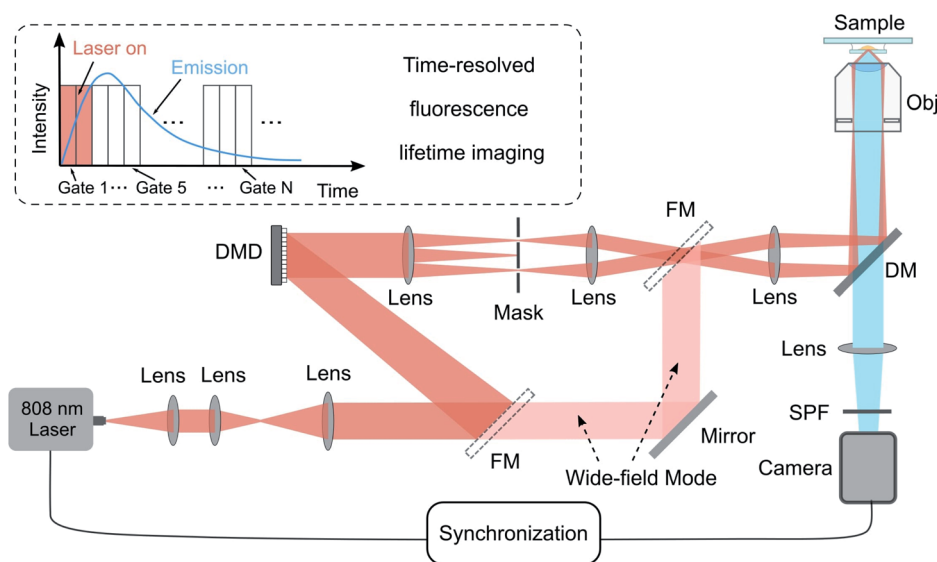 Sample
Laser on
Emission
Intensity
Gate 1
...
Gate 5
...
Gate N
Time
...
...
Time-resolved
fluorescence
lifetime imaging
Obj
FM
DMD
Lens
Mask
Lens
Lens
DM
Lens
Lens
Lens
Lens
808 nm
Laser
SPF
FM
Mirror
Wide-field Mode
Camera
Synchronization